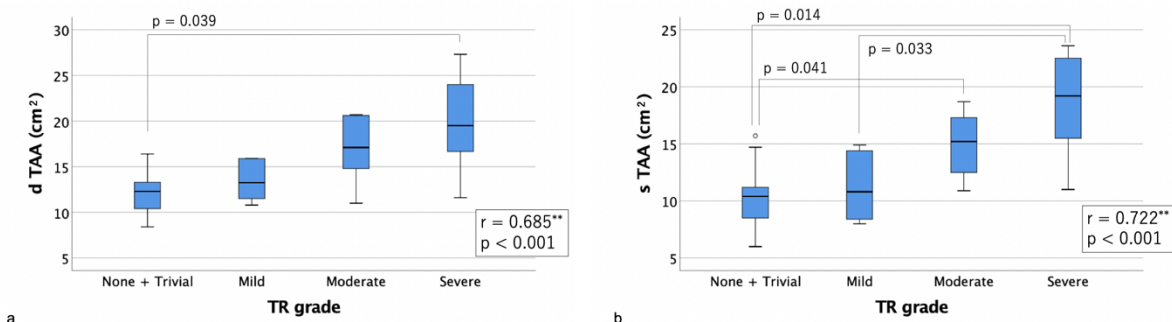 p = 0.039
30
25
20
15
10
5
d TAA (cm²)
r = 0.685**
p < 0.001
None + Trivial
Mild
Moderate
Severe
TR grade
a
p = 0.014
p = 0.033
p = 0.041
25
20
15
10
5
s TAA (cm²)
r = 0.722**
p < 0.001
None + Trivial
Mild
Moderate
Severe
TR grade
b